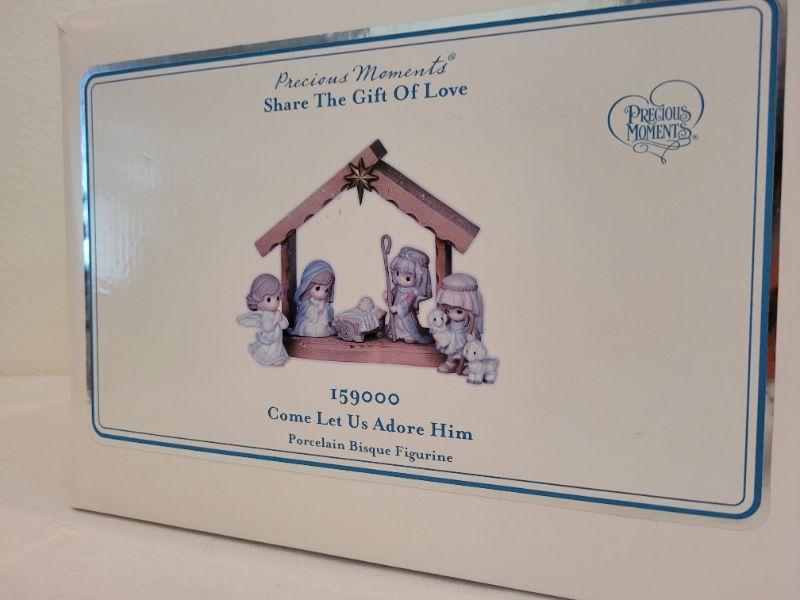 Precious Moments®
Share The Gift Of Love
PRECIOUS
MOMENTS®
159000
Come Let Us Adore Him
Porcelain Bisque Figurine